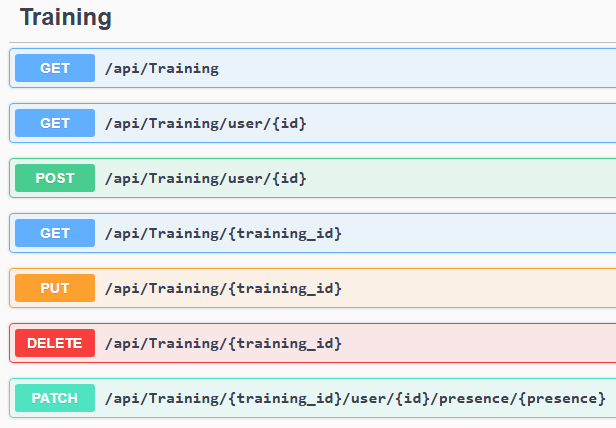 Training
GET /api/Training
GET /api/Training/user/{id}
POST /api/Training/user/{id}
GET /api/Training/{training_id}
PUT /api/Training/{training_id}
DELETE /api/Training/{training_id}
PATCH /api/Training/{training_id}/user/{id}/presence/{presence}